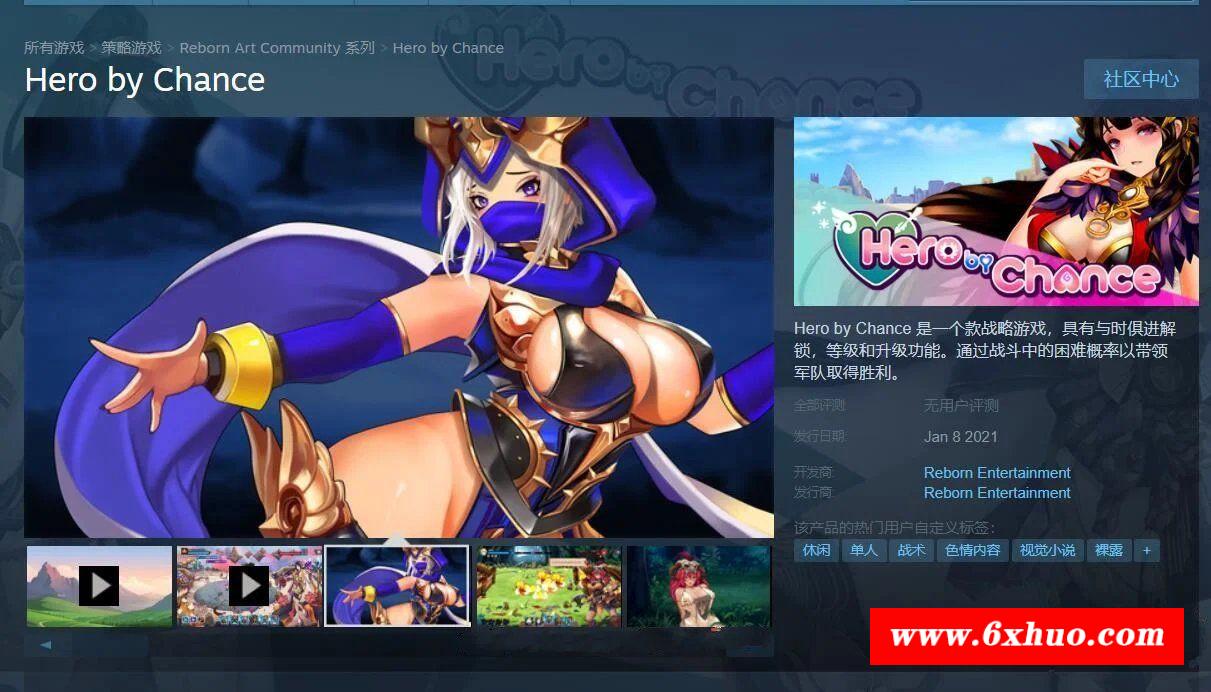 所有游戏 > 策略游戏 > Reborn Art Community 系列 > Hero by Chance
Hero by Chance
社区中心
Hero by Chance
Hero by Chance 是一个款战略游戏，具有与时俱进解
锁，等级和升级功能。通过战斗中的困难概率以带领
军队取得胜利。
全部评测: 无用户评测
发行日期: Jan 8 2021
开发商: Reborn Entertainment
发行商: Reborn Entertainment
该产品的热门用户自定义标签：
休闲 单人 战术 色情内容 视觉小说 裸露 +
www.6xhuo.com